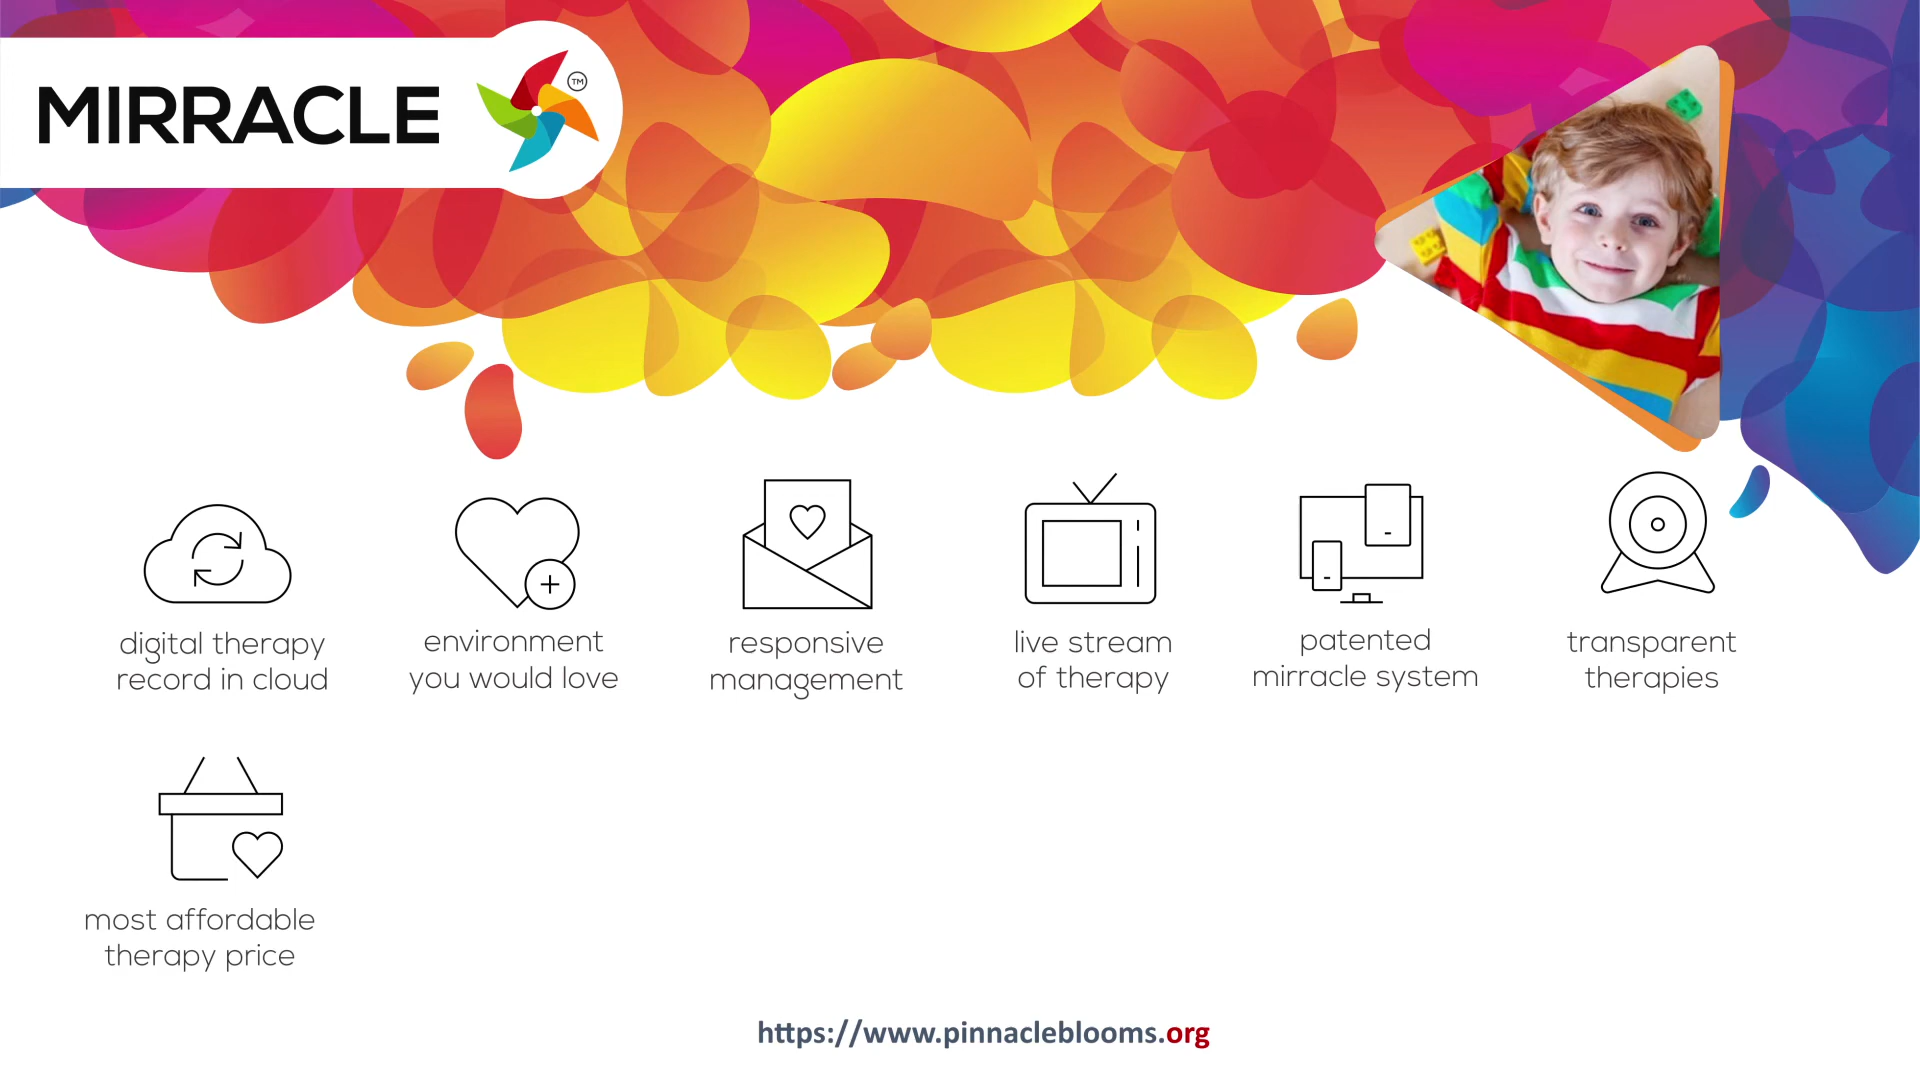 MIRRACLE
TM
digital therapy
record in cloud
environment
you would love
responsive
management
live stream
of therapy
patented
mirracle system
transparent
therapies
most affordable
therapy price
https://www.pinnacleblooms.org